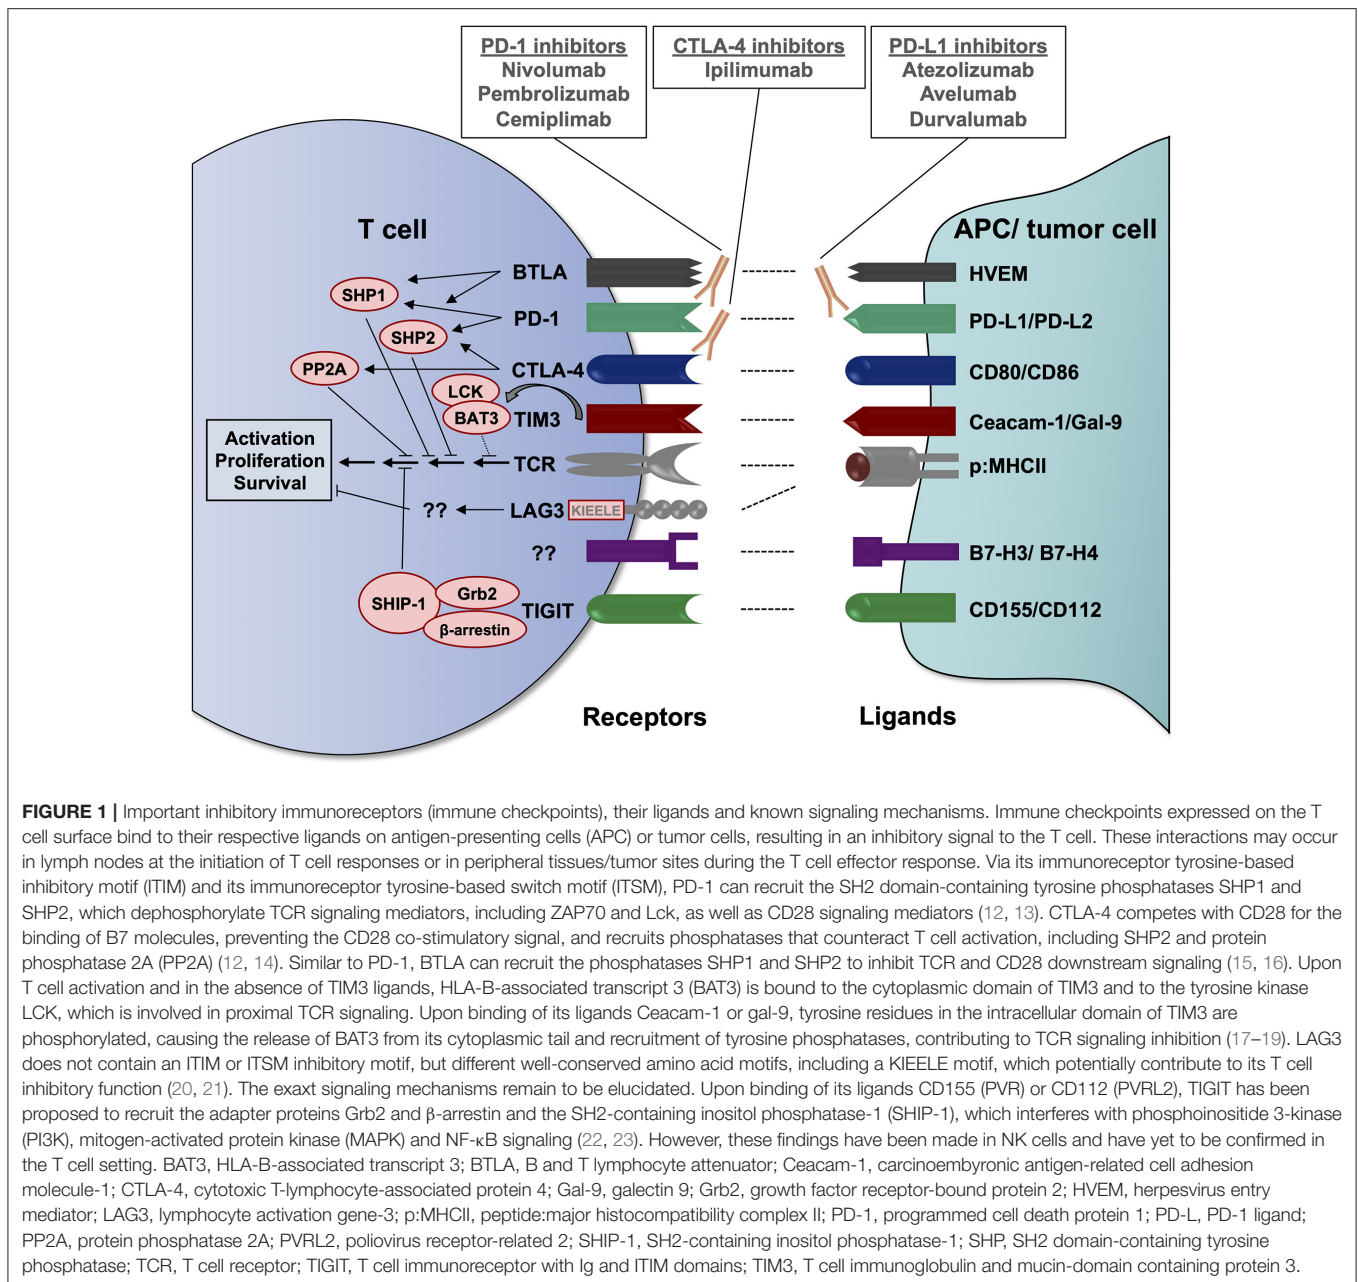 PD-1 inhibitors
Nivolumab
Pembrolizumab
Cemiplimab
CTLA-4 inhibitors
Ipilimumab
PD-L1 inhibitors
Atezolizumab
Avelumab
Durvalumab
T cell
APC/ tumor cell
BTLA
HVEM
SHP1
PD-1
PD-L1/PD-L2
SHP2
PP2A
CTLA-4
CD80/CD86
LCK
BAT3
TIM3
Ceacam-1/Gal-9
Activation
Proliferation
Survival
TCR
p:MHCII
??
LAG3
KIEELE
??
B7-H3/ B7-H4
SHIP-1
Grb2
β-arrestin
TIGIT
CD155/CD112
Receptors
Ligands
FIGURE 1 | Important inhibitory immunoreceptors (immune checkpoints), their ligands and known signaling mechanisms. Immune checkpoints expressed on the T
cell surface bind to their respective ligands on antigen-presenting cells (APC) or tumor cells, resulting in an inhibitory signal to the T cell. These interactions may occur
in lymph nodes at the initiation of T cell responses or in peripheral tissues/tumor sites during the T cell effector response. Via its immunoreceptor tyrosine-based
inhibitory motif (ITIM) and its immunoreceptor tyrosine-based switch motif (ITSM), PD-1 can recruit the SH2 domain-containing tyrosine phosphatases SHP1 and
SHP2, which dephosphorylate TCR signaling mediators, including ZAP70 and Lck, as well as CD28 signaling mediators (12, 13). CTLA-4 competes with CD28 for the
binding of B7 molecules, preventing the CD28 co-stimulatory signal, and recruits phosphatases that counteract T cell activation, including SHP2 and protein
phosphatase 2A (PP2A) (12, 14). Similar to PD-1, BTLA can recruit the phosphatases SHP1 and SHP2 to inhibit TCR and CD28 downstream signaling (15, 16). Upon
T cell activation and in the absence of TIM3 ligands, HLA-B-associated transcript 3 (BAT3) is bound to the cytoplasmic domain of TIM3 and to the tyrosine kinase
LCK, which is involved in proximal TCR signaling. Upon binding of its ligands Ceacam-1 or gal-9, tyrosine residues in the intracellular domain of TIM3 are
phosphorylated, causing the release of BAT3 from its cytoplasmic tail and recruitment of tyrosine phosphatases, contributing to TCR signaling inhibition (17–19). LAG3
does not contain an ITIM or ITSM inhibitory motif, but different well-conserved amino acid motifs, including a KIEELE motif, which potentially contribute to its T cell
inhibitory function (20, 21). The exaxt signaling mechanisms remain to be elucidated. Upon binding of its ligands CD155 (PVR) or CD112 (PVRL2), TIGIT has been
proposed to recruit the adapter proteins Grb2 and β-arrestin and the SH2-containing inositol phosphatase-1 (SHIP-1), which interferes with phosphoinositide 3-kinase
(PI3K), mitogen-activated protein kinase (MAPK) and NF-κB signaling (22, 23). However, these findings have been made in NK cells and have yet to be confirmed in
the T cell setting. BAT3, HLA-B-associated transcript 3; BTLA, B and T lymphocyte attenuator; Ceacam-1, carcinoembyronic antigen-related cell adhesion
molecule-1; CTLA-4, cytotoxic T-lymphocyte-associated protein 4; Gal-9, galectin 9; Grb2, growth factor receptor-bound protein 2; HVEM, herpesvirus entry
mediator; LAG3, lymphocyte activation gene-3; p:MHCII, peptide:major histocompatibility complex II; PD-1, programmed cell death protein 1; PD-L, PD-1 ligand;
PP2A, protein phosphatase 2A; PVRL2, poliovirus receptor-related 2; SHIP-1, SH2-containing inositol phosphatase-1; SHP, SH2 domain-containing tyrosine
phosphatase; TCR, T cell receptor; TIGIT, T cell immunoreceptor with Ig and ITIM domains; TIM3, T cell immunoglobulin and mucin-domain containing protein 3.